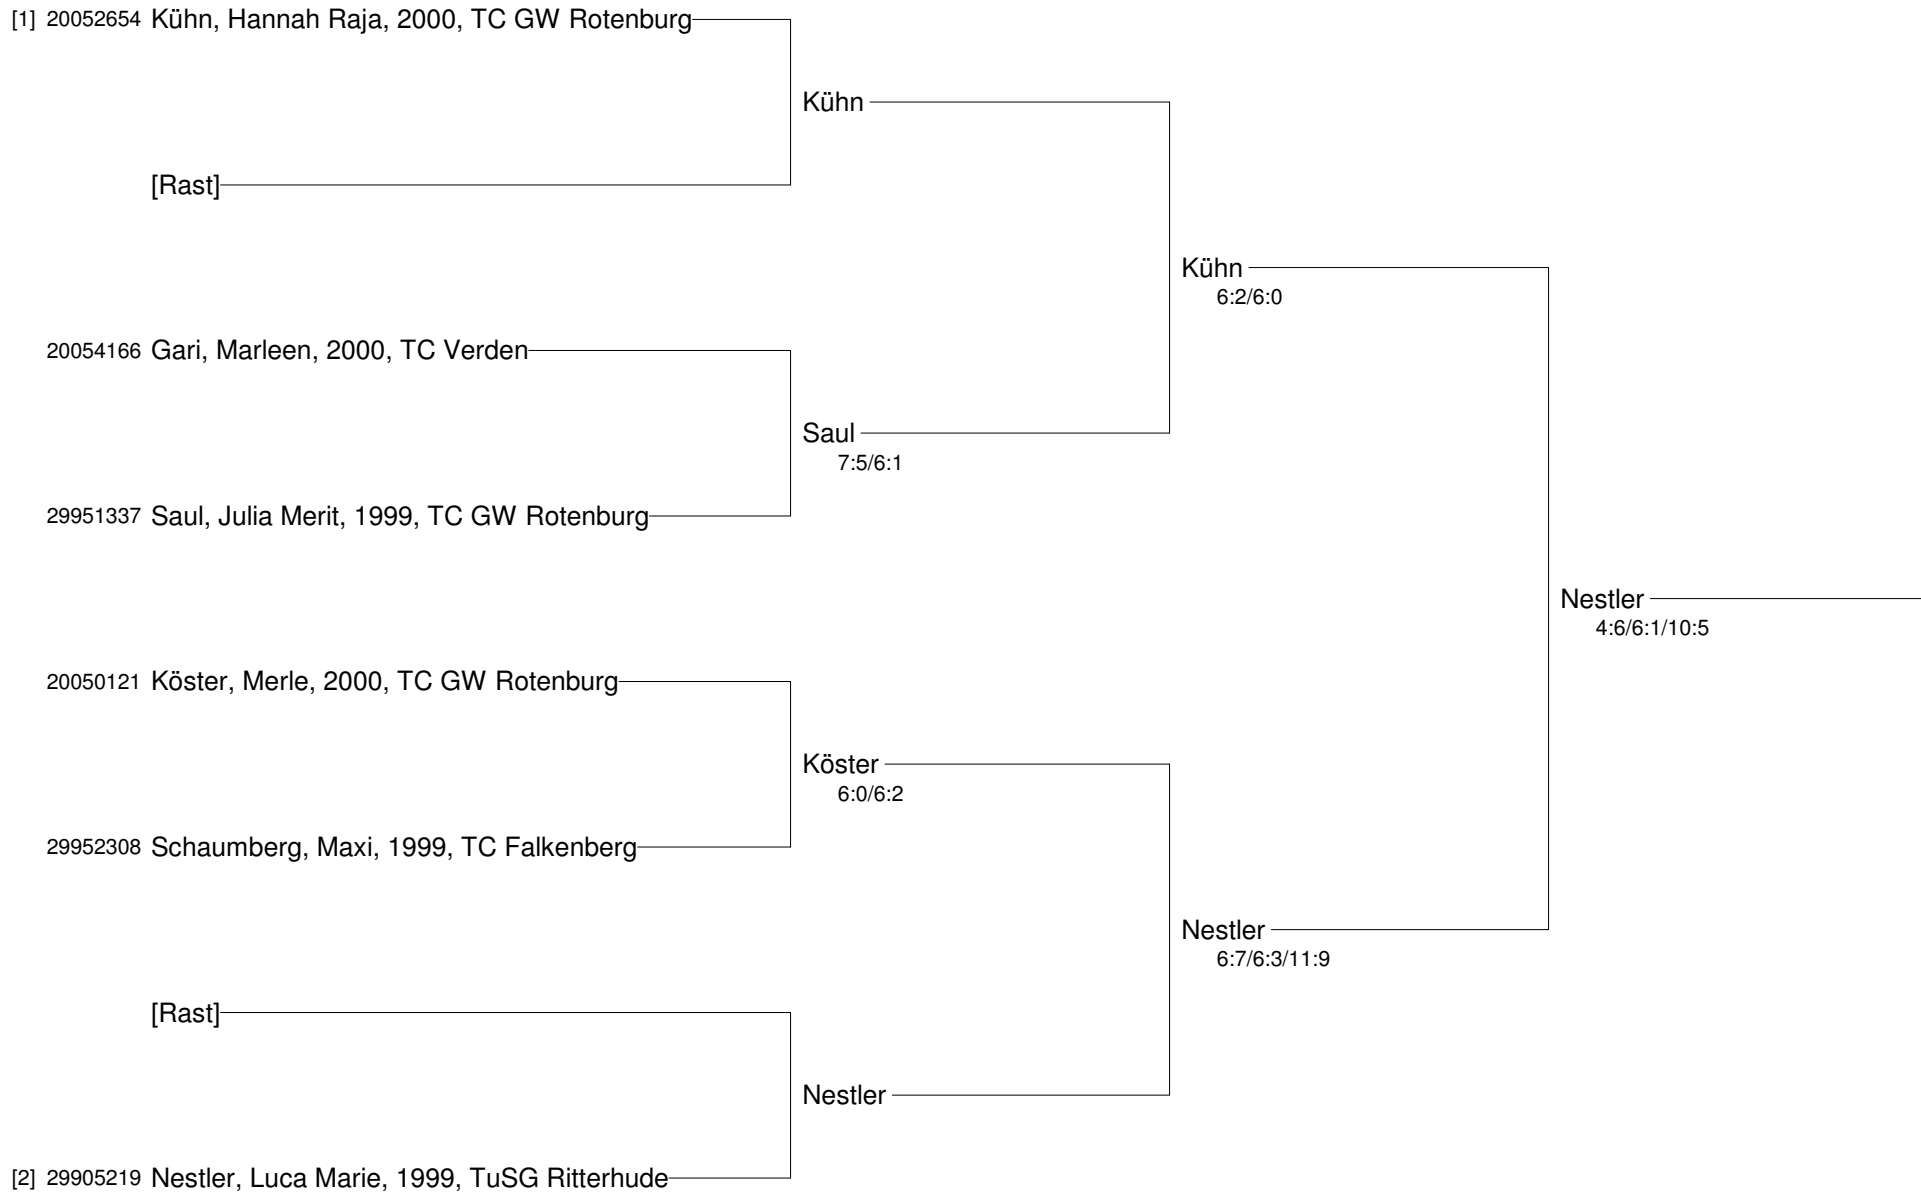 [1] 20052654 Kühn, Hannah Raja, 2000, TC GW Rotenburg
Kühn
[Rast]
Kühn
6:2/6:0
20054166 Gari, Marleen, 2000, TC Verden
Saul
7:5/6:1
29951337 Saul, Julia Merit, 1999, TC GW Rotenburg
Nestler
4:6/6:1/10:5
20050121 Köster, Merle, 2000, TC GW Rotenburg
Köster
6:0/6:2
29952308 Schaumberg, Maxi, 1999, TC Falkenberg
Nestler
6:7/6:3/11:9
[Rast]
Nestler
[2] 29905219 Nestler, Luca Marie, 1999, TuSG Ritterhude